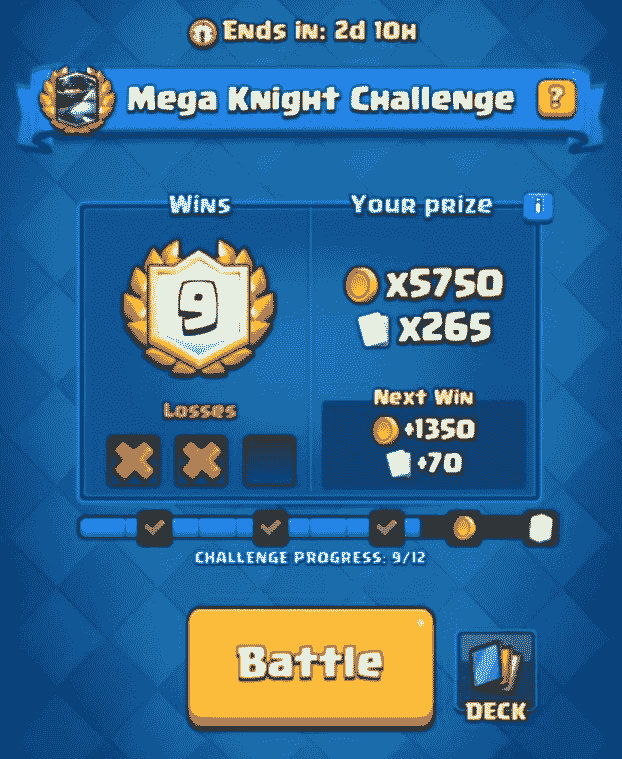 Ends in: 2d 10h
Mega Knight Challenge
?
Wins
Your prize
i
9
x5750
x265
Losses
Next Win
+1350
+70
CHALLENGE PROGRESS: 9/12
Battle
DECK